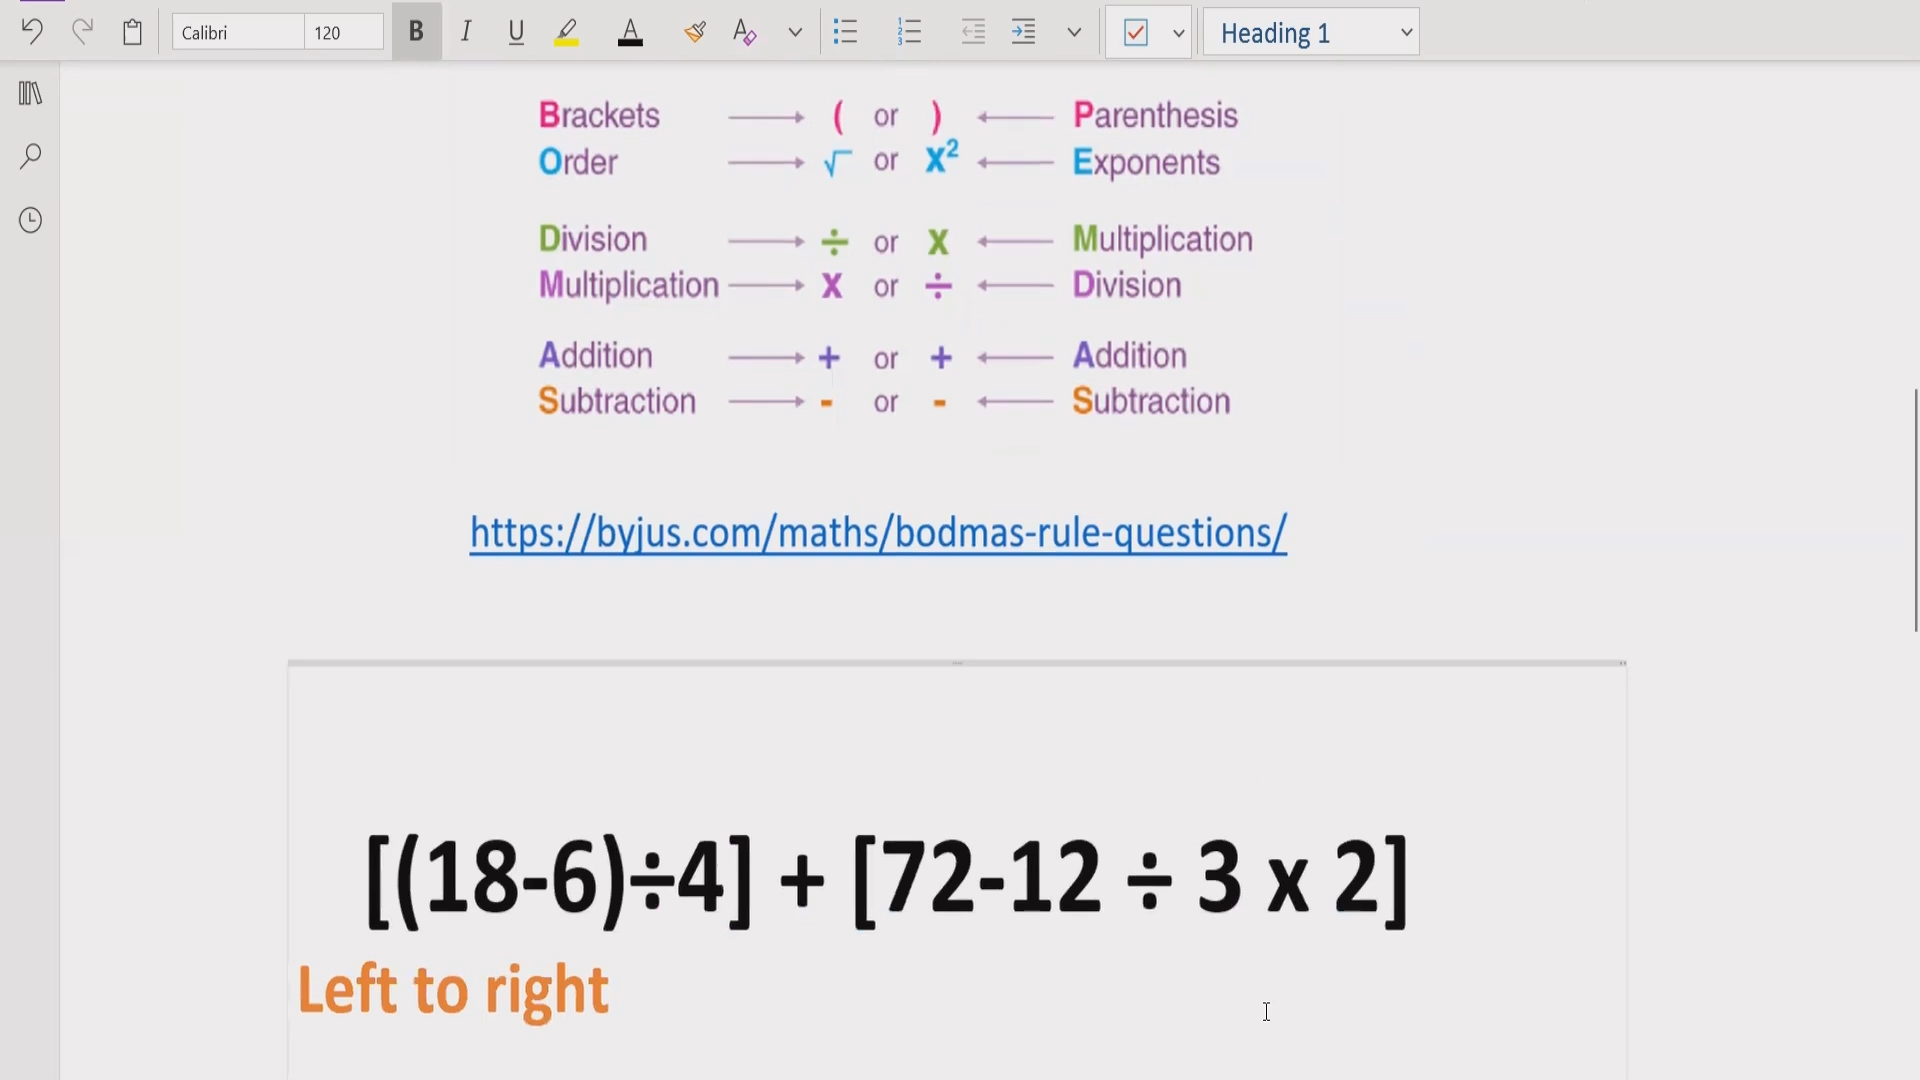 Calibri 120 B I U A A Heading 1
Brackets ( or ) Parenthesis
Order √ or X² Exponents
Division ÷ or X Multiplication
Multiplication X or ÷ Division
Addition + or + Addition
Subtraction - or - Subtraction
https://byjus.com/maths/bodmas-rule-questions/
[(18-6)÷4] + [72-12 ÷ 3 x 2]
Left to right